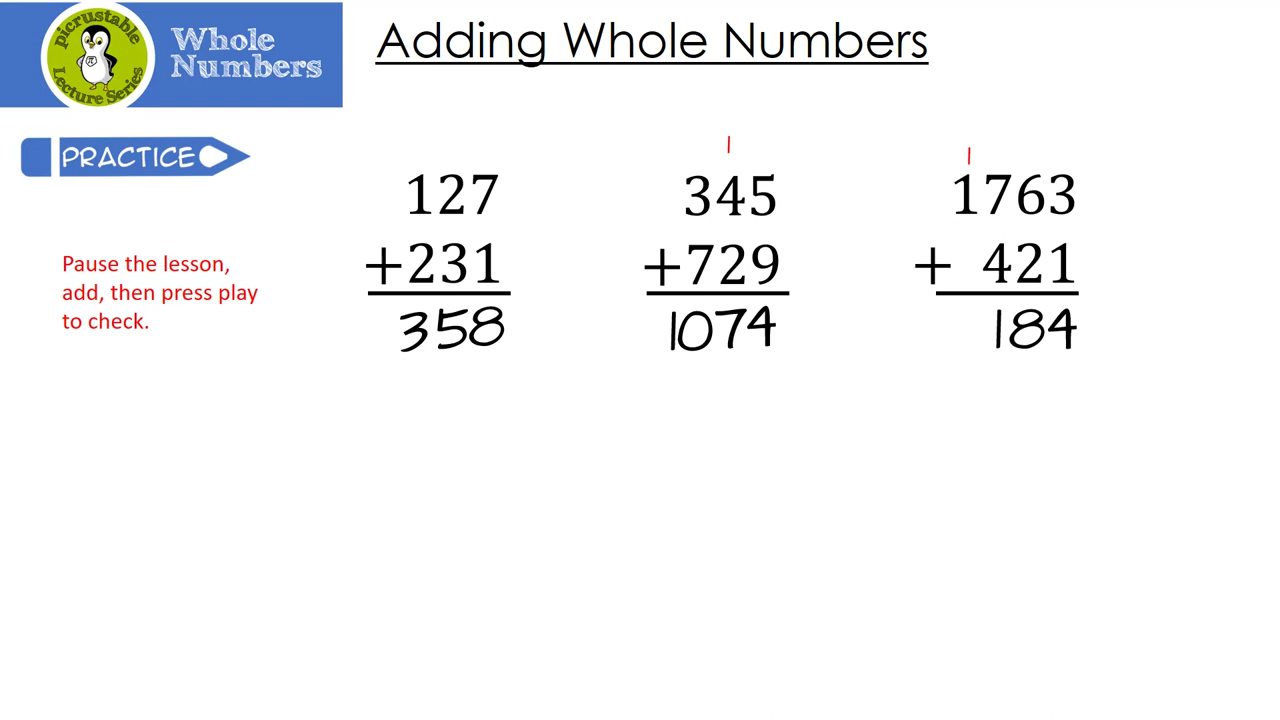 picrustable
Lecture Series
π
Whole
Numbers
Adding Whole Numbers
PRACTICE
Pause the lesson,
add, then press play
to check.
127
+231
358
1
345
+729
1074
1
1763
+ 421
184